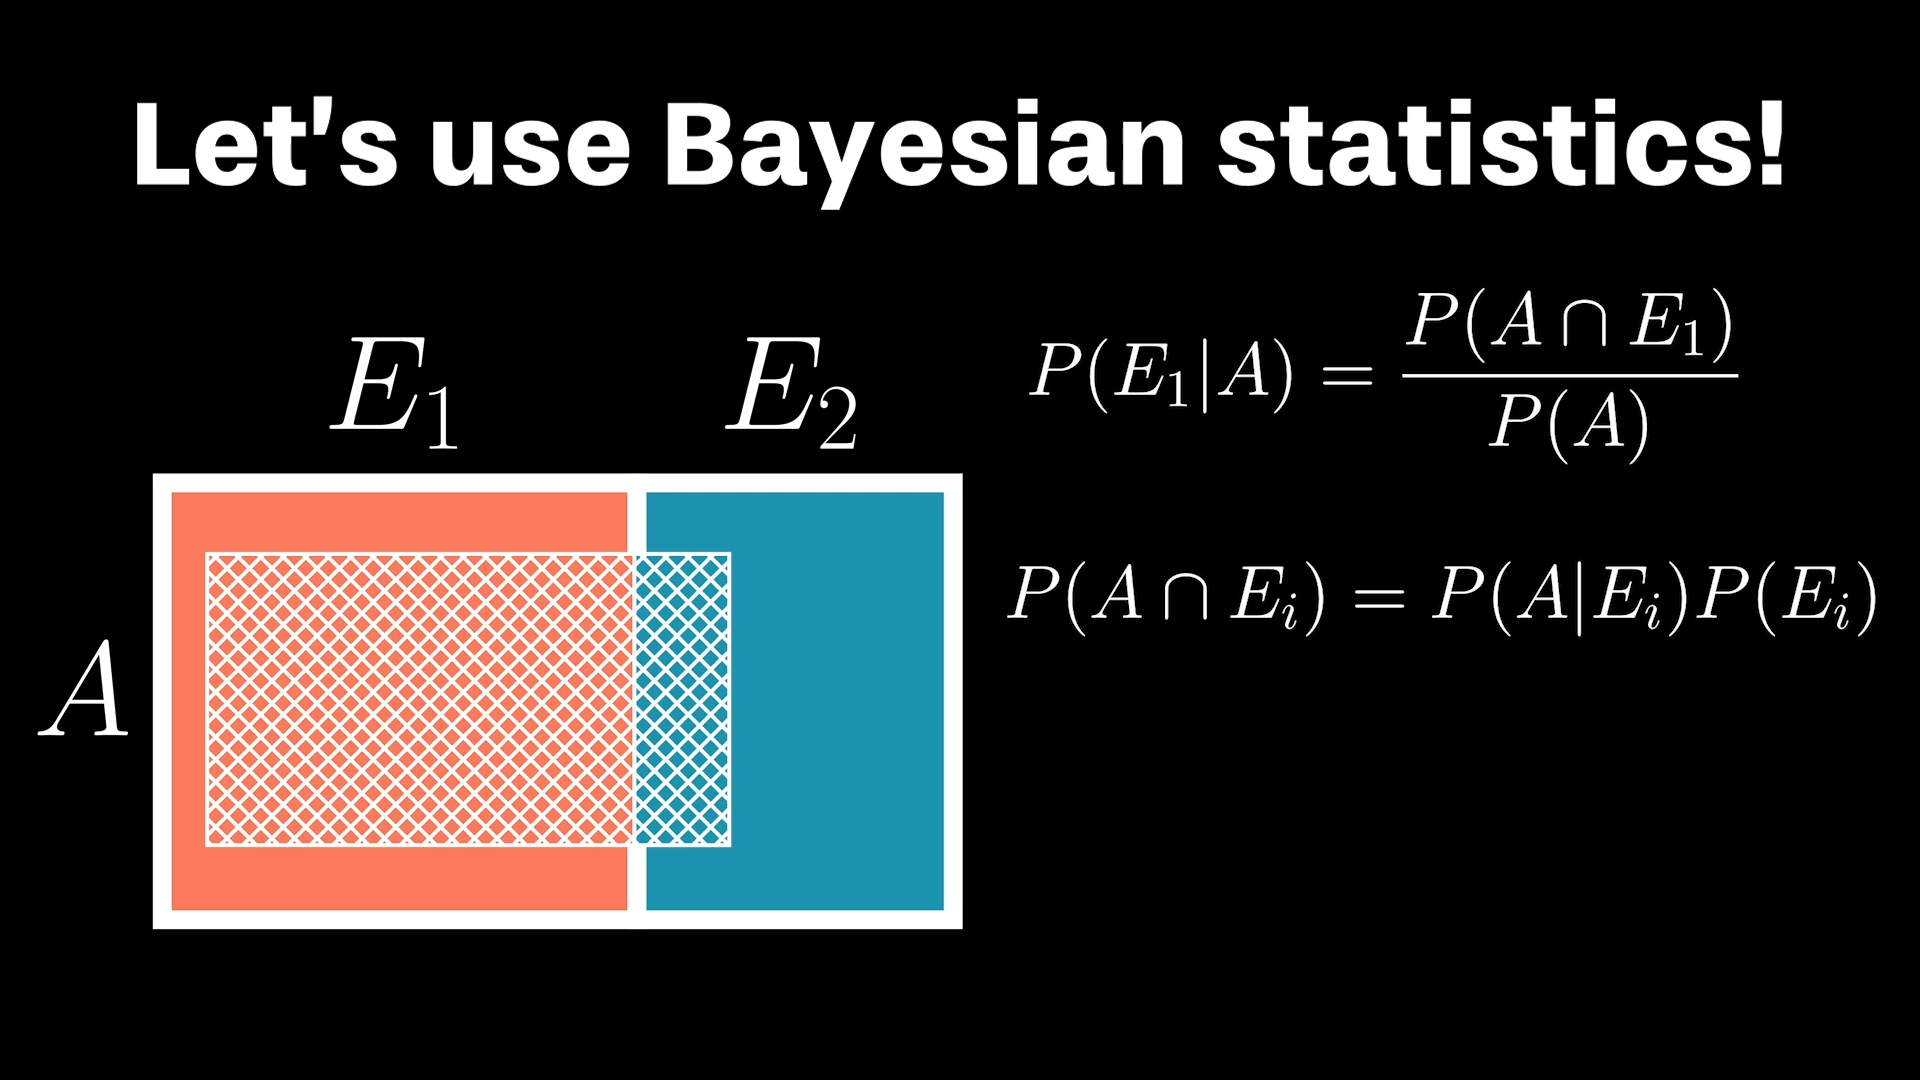 Let's use Bayesian statistics!
E₁ E₂
A
P(E₁|A) = P(A ∩ E₁) / P(A)
P(A ∩ Eᵢ) = P(A|Eᵢ)P(Eᵢ)